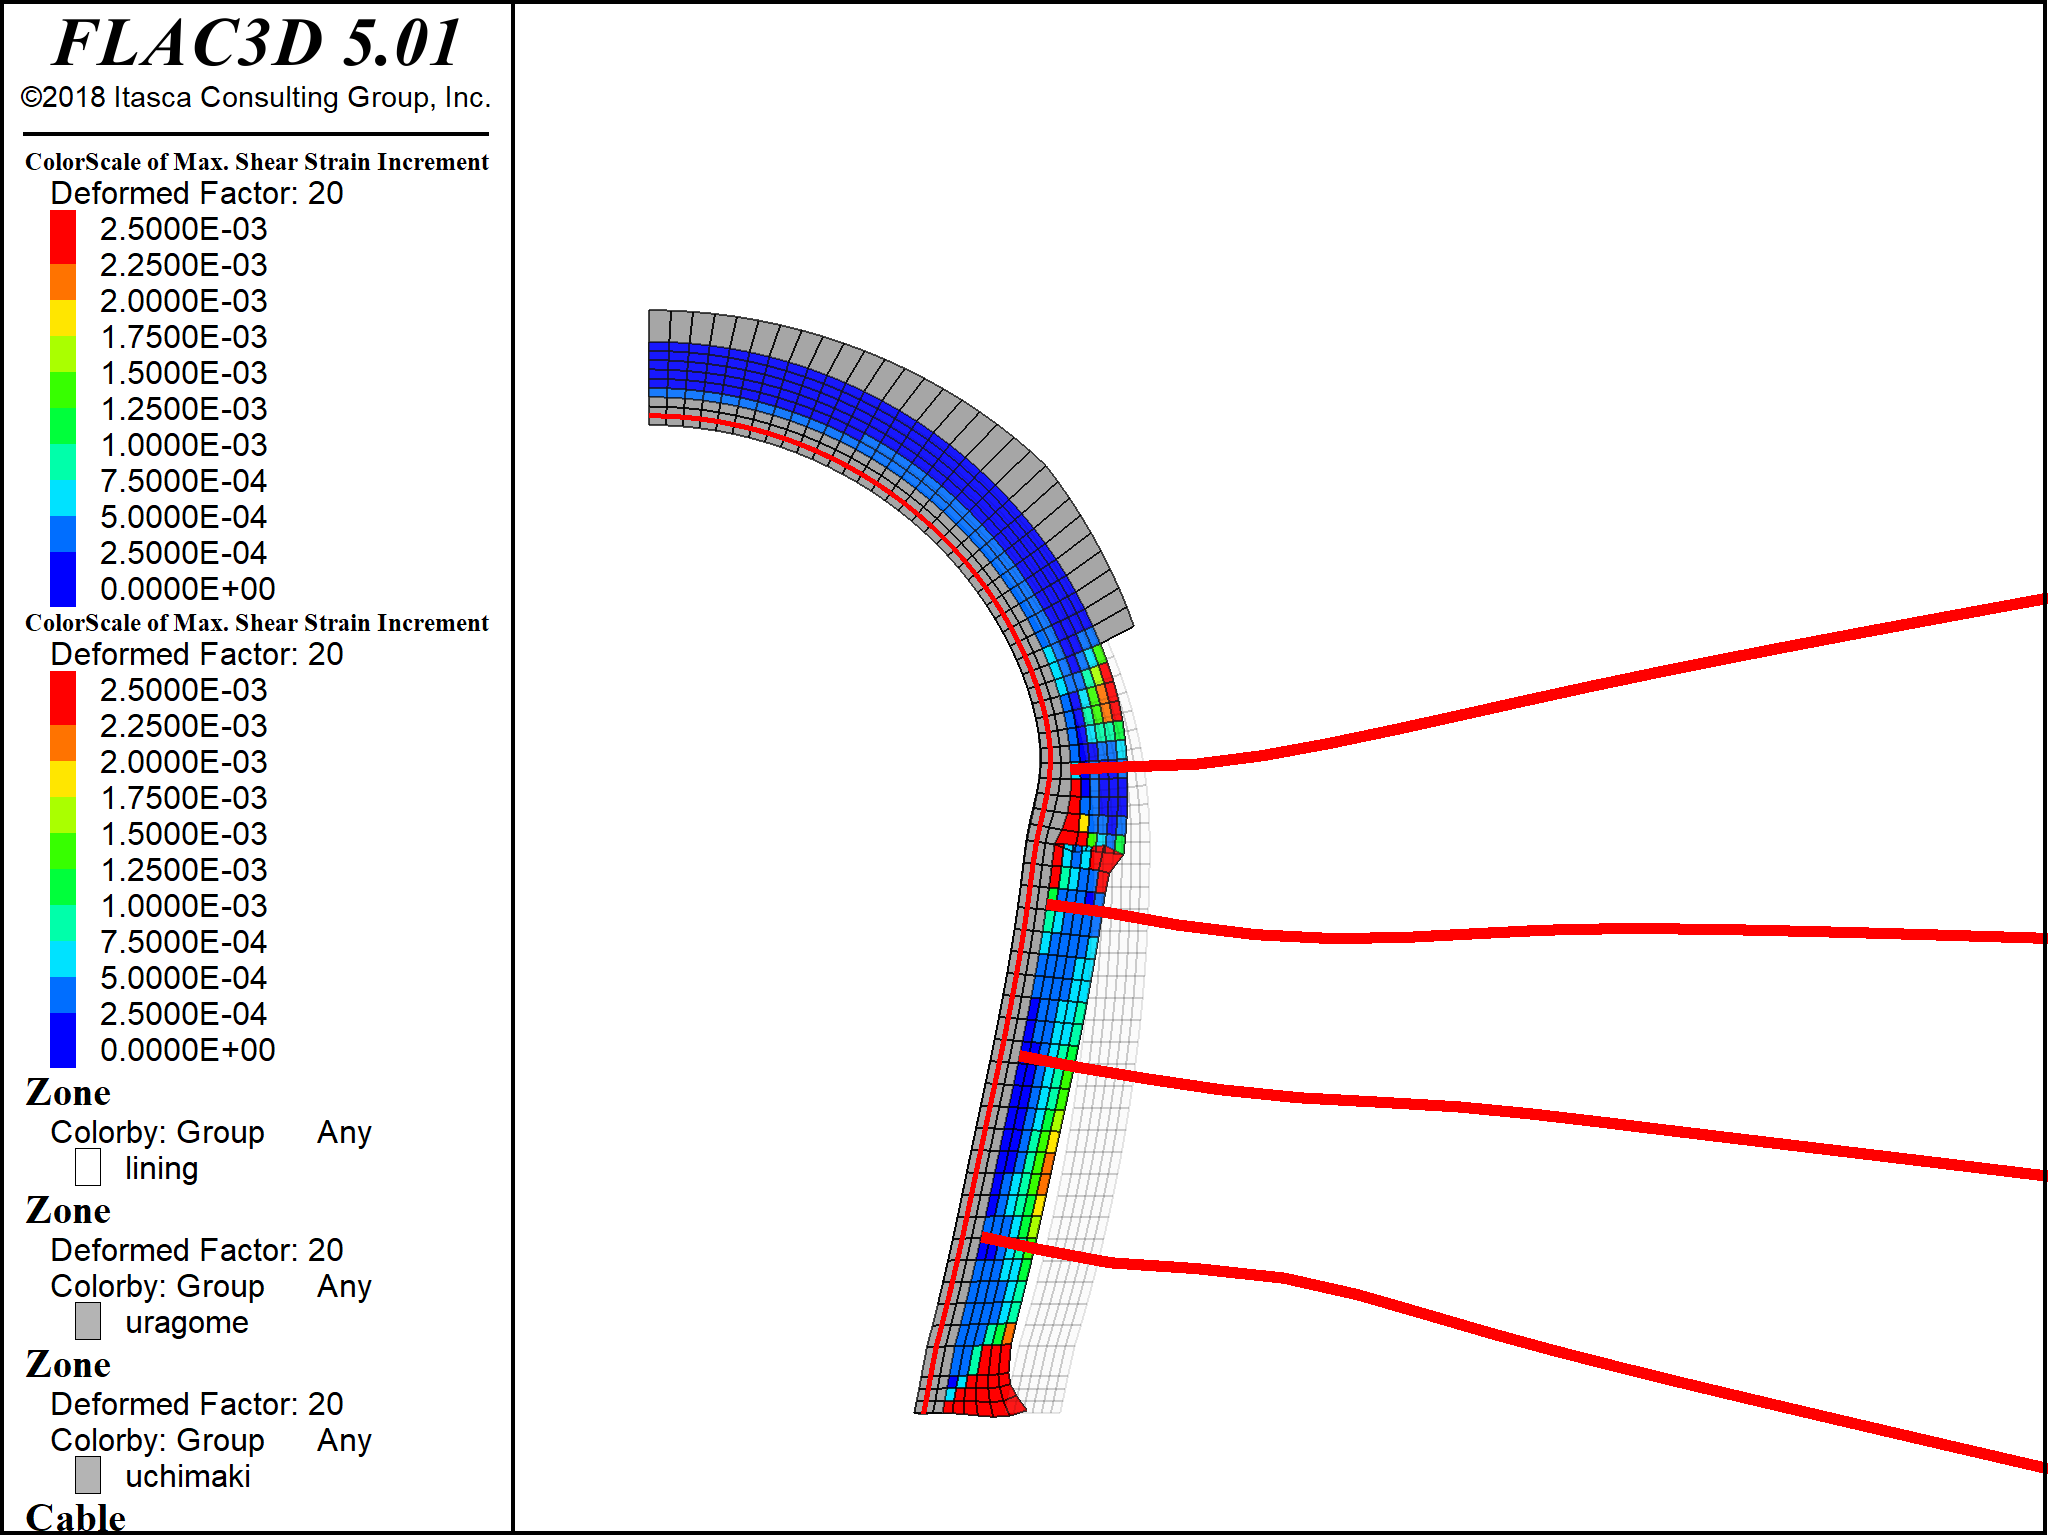 FLAC3D 5.01
©2018 Itasca Consulting Group, Inc.
ColorScale of Max. Shear Strain Increment
Deformed Factor: 20
2.5000E-03
2.2500E-03
2.0000E-03
1.7500E-03
1.5000E-03
1.2500E-03
1.0000E-03
7.5000E-04
5.0000E-04
2.5000E-04
0.0000E+00
ColorScale of Max. Shear Strain Increment
Deformed Factor: 20
2.5000E-03
2.2500E-03
2.0000E-03
1.7500E-03
1.5000E-03
1.2500E-03
1.0000E-03
7.5000E-04
5.0000E-04
2.5000E-04
0.0000E+00
Zone
Colorby: Group Any
lining
Zone
Deformed Factor: 20
Colorby: Group Any
uragome
Zone
Deformed Factor: 20
Colorby: Group Any
uchimaki
Cable